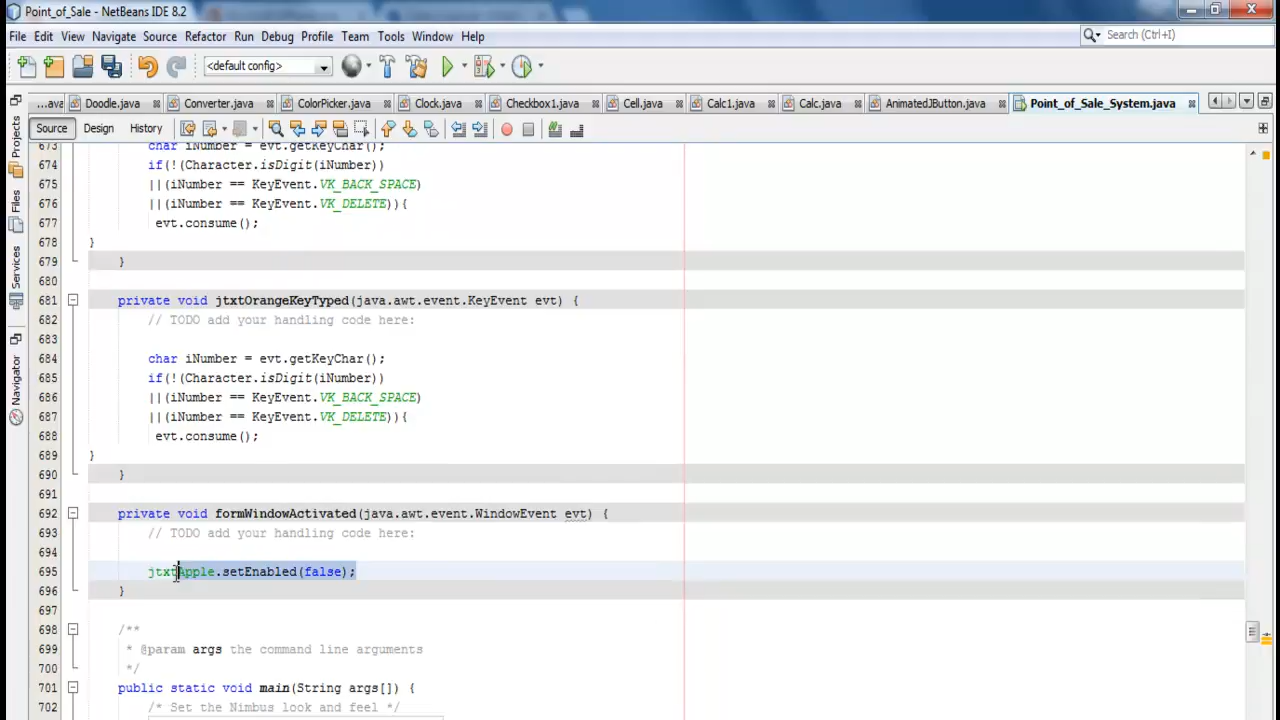 Point_of_Sale - NetBeans IDE 8.2
File Edit View Navigate Source Refactor Run Debug Profile Team Tools Window Help
Search (Ctrl+I)
<default config>
...ava Doodle.java Converter.java ColorPicker.java Clock.java Checkbox1.java Cell.java Calc1.java Calc.java AnimatedJButton.java Point_of_Sale_System.java
Source Design History
Projects
Files
Services
Navigator
673 char iNumber = evt.getKeyChar();
674 if(!(Character.isDigit(iNumber))
675 ||(iNumber == KeyEvent.VK_BACK_SPACE)
676 ||(iNumber == KeyEvent.VK_DELETE)){
677 evt.consume();
678 }
679 }
680
681 private void jtxtOrangeKeyTyped(java.awt.event.KeyEvent evt) {
682 // TODO add your handling code here:
683
684 char iNumber = evt.getKeyChar();
685 if(!(Character.isDigit(iNumber))
686 ||(iNumber == KeyEvent.VK_BACK_SPACE)
687 ||(iNumber == KeyEvent.VK_DELETE)){
688 evt.consume();
689 }
690 }
691
692 private void formWindowActivated(java.awt.event.WindowEvent evt) {
693 // TODO add your handling code here:
694
695 jtxtApple.setEnabled(false);
696 }
697
698 /**
699 * @param args the command line arguments
700 */
701 public static void main(String args[]) {
702 /* Set the Nimbus look and feel */